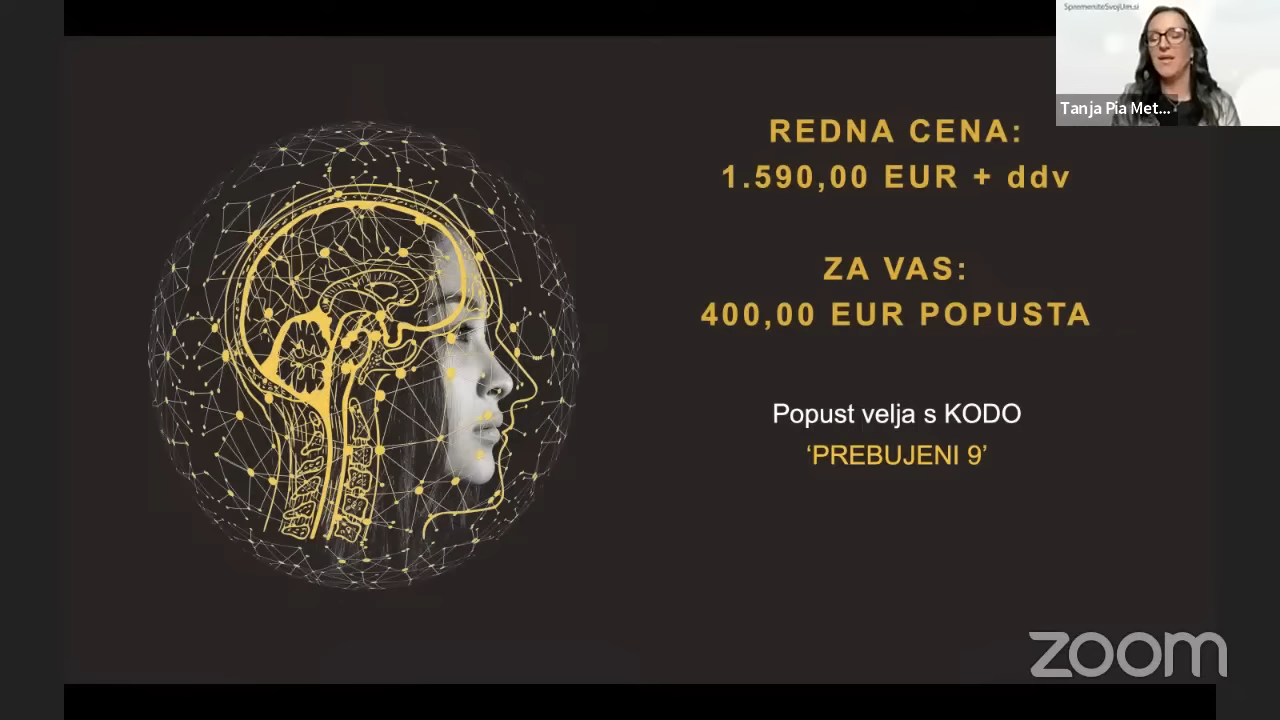 SpremeniteSvojUm.si
Tanja Pia Met...
REDNA CENA:
1.590,00 EUR + ddv
ZA VAS:
400,00 EUR POPUSTA
Popust velja s KODO
‘PREBUJENI 9’
zoom